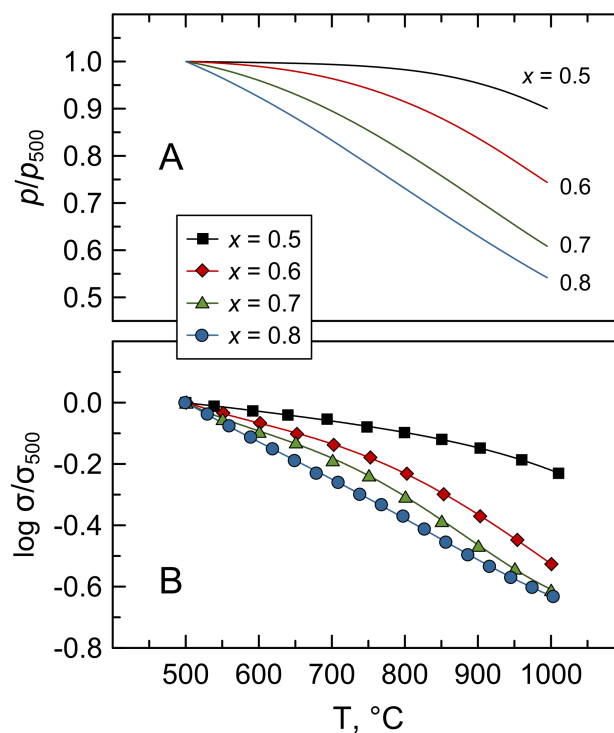 1.0
0.9
0.8
0.7
0.6
0.5
p/p500
A
x = 0.5
0.6
0.7
0.8
x = 0.5
x = 0.6
x = 0.7
x = 0.8
0.0
-0.2
-0.4
-0.6
-0.8
log σ/σ500
B
500 600 700 800 900 1000
T, °C